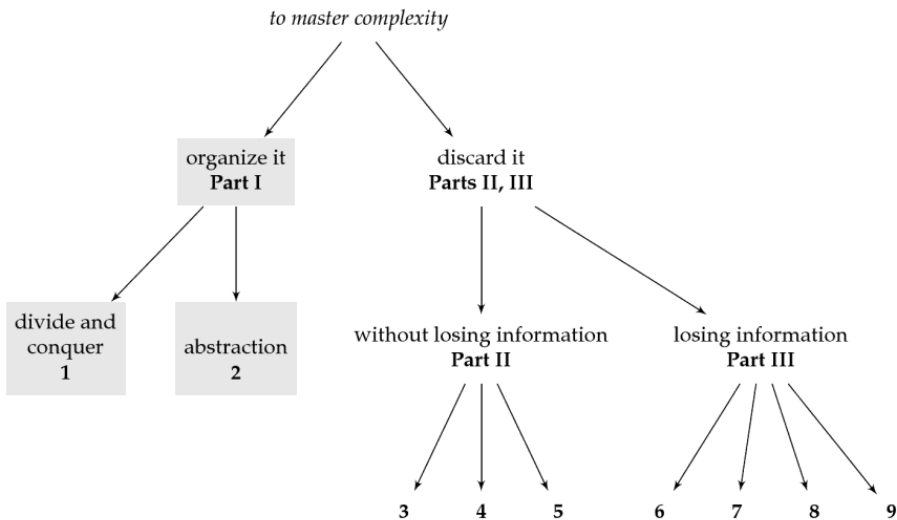 to master complexity
organize it
Part I
discard it
Parts II, III
divide and
conquer
1
abstraction
2
without losing information
Part II
losing information
Part III
3
4
5
6
7
8
9